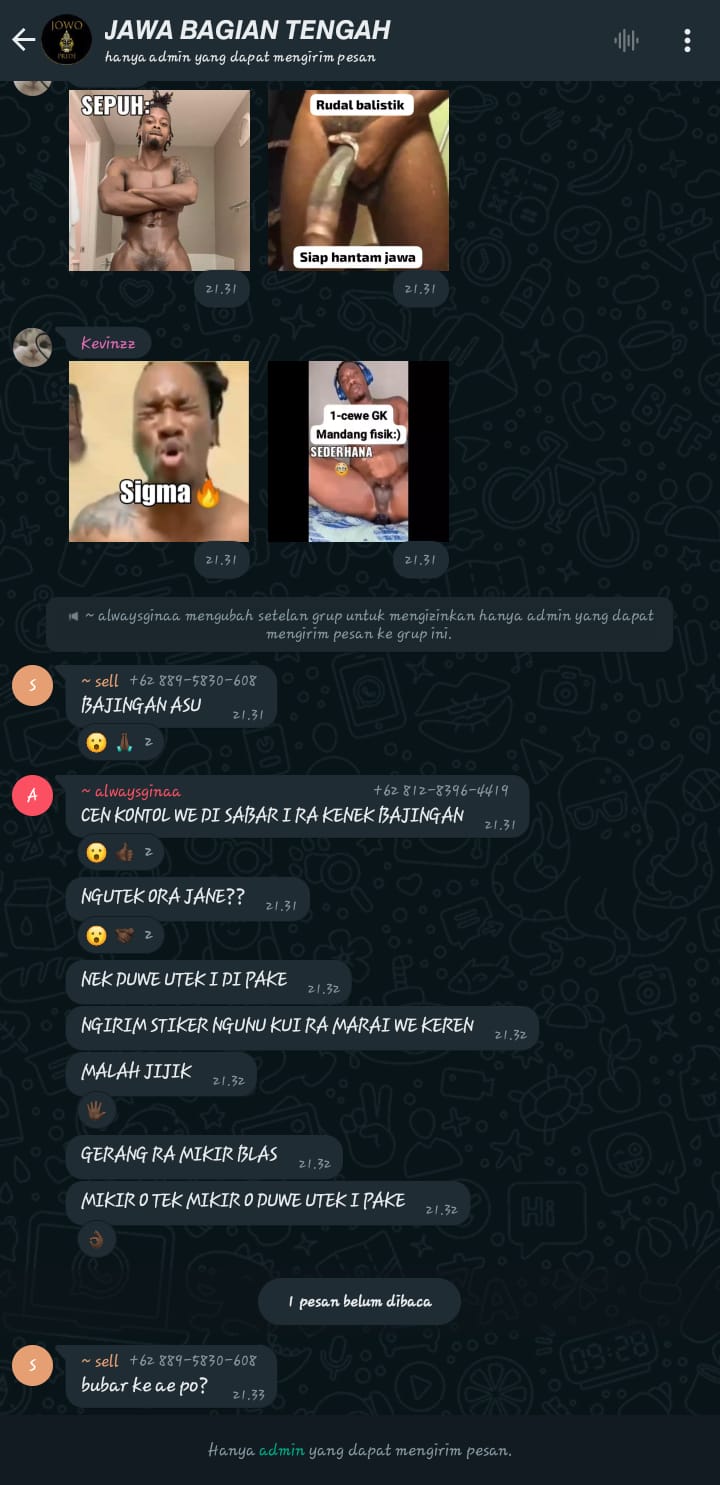 JOWO
PRIDE
JAWA BAGIAN TENGAH
hanya admin yang dapat mengirim pesan
SEPUH:
Rudal balistik
Siap hantam jawa
21.31
21.31
Kevinzz
Sigma🔥
1-cewe GK
Mandang fisik:)
SEDERHANA
21.31
21.31
~ alwaysginaa mengubah setelan grup untuk mengizinkan hanya admin yang dapat
mengirim pesan ke grup ini.
S
~ sell +62 889-5830-608
BAJINGAN ASU 21.31
2
A
~ alwaysginaa +62 812-8396-4419
CEN KONTOL WE DI SABAR I RA KENEK BAJINGAN 21.31
2
NGUTEK ORA JANE?? 21.31
2
NEK DUWE UTEK I DI PAKE 21.32
NGIRIM STIKER NGUNU KUI RA MARAI WE KEREN 21.32
MALAH JIJIK 21.32
GERANG RA MIKIR BLAS 21.32
MIKIR O TEK MIKIR O DUWE UTEK I PAKE 21.32
1 pesan belum dibaca
S
~ sell +62 889-5830-608
bubar ke ae po? 21.33
Hanya admin yang dapat mengirim pesan.